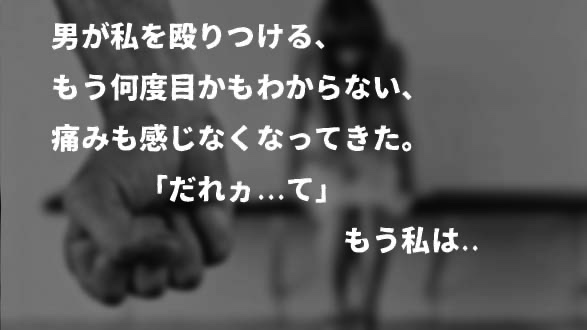 男が私を殴りつける、
もう何度目かもわからない、
痛みも感じなくなってきた。
「だれヵ…て」
もう私は..